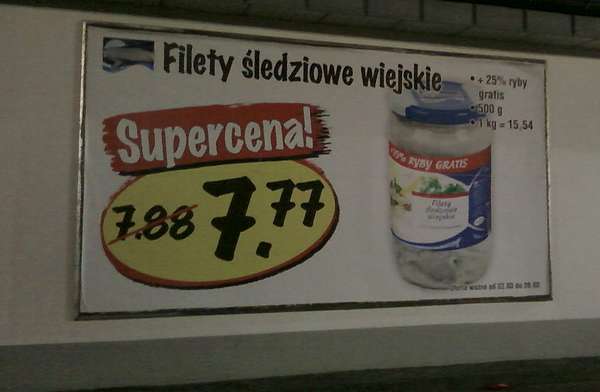 Filety śledziowe wiejskie
• + 25% ryby
gratis
• 500 g
• 1 kg = 15,54
Supercena!
7.88 7.77
RYBY GRATIS
Filety
śledziowe
wiejskie